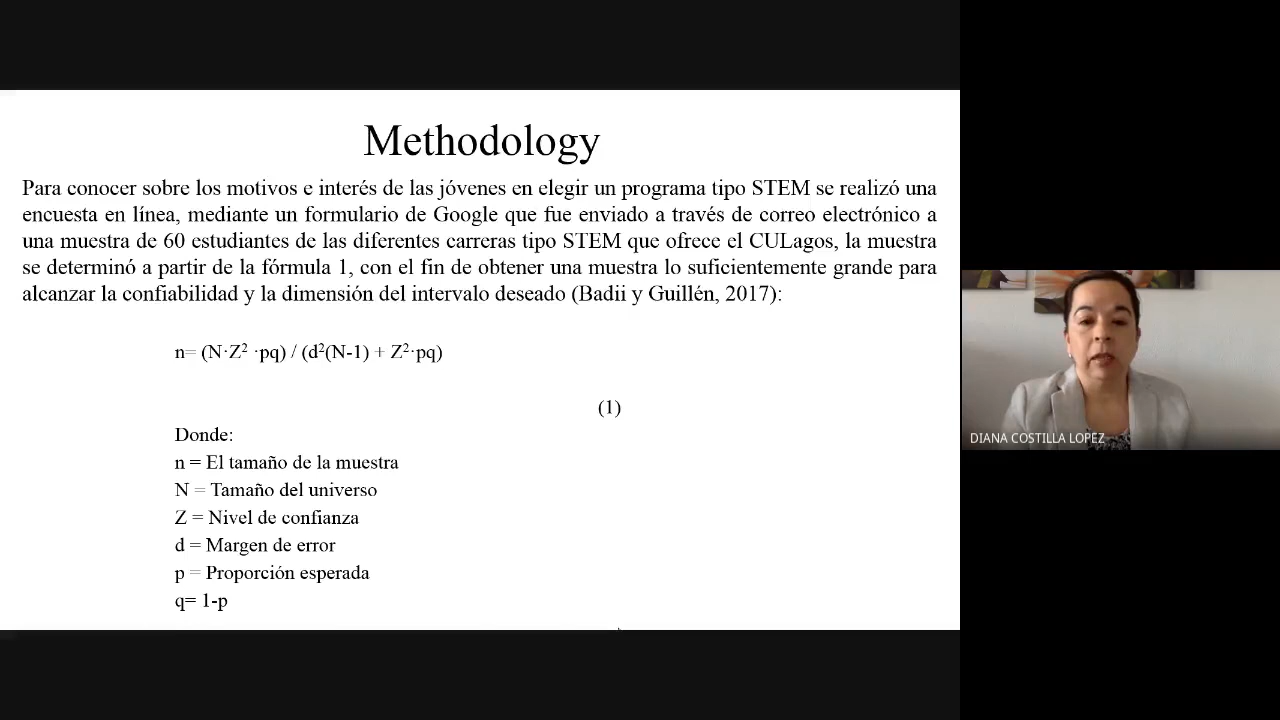 Methodology
Para conocer sobre los motivos e interés de las jóvenes en elegir un programa tipo STEM se realizó una
encuesta en línea, mediante un formulario de Google que fue enviado a través de correo electrónico a
una muestra de 60 estudiantes de las diferentes carreras tipo STEM que ofrece el CULagos, la muestra
se determinó a partir de la fórmula 1, con el fin de obtener una muestra lo suficientemente grande para
alcanzar la confiabilidad y la dimensión del intervalo deseado (Badii y Guillén, 2017):
n= (N·Z² ·pq) / (d²(N-1) + Z²·pq)
(1)
Donde:
n = El tamaño de la muestra
N = Tamaño del universo
Z = Nivel de confianza
d = Margen de error
p = Proporción esperada
q= 1-p
DIANA COSTILLA LOPEZ